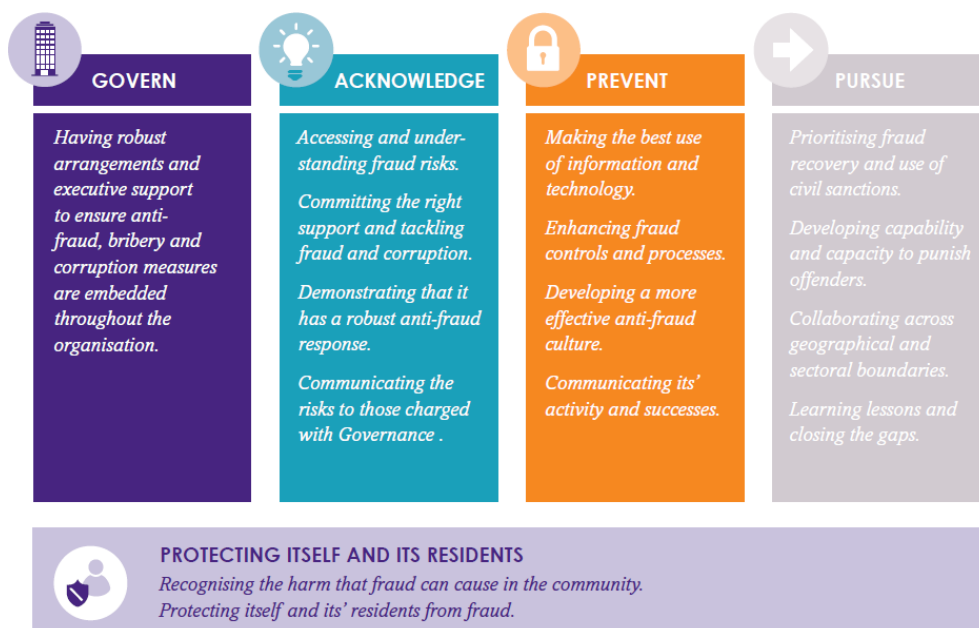 GOVERN
Having robust
arrangements and
executive support
to ensure anti-
fraud, bribery and
corruption measures
are embedded
throughout the
organisation.
ACKNOWLEDGE
Accessing and under-
standing fraud risks.
Committing the right
support and tackling
fraud and corruption.
Demonstrating that it
has a robust anti-fraud
response.
Communicating the
risks to those charged
with Governance .
PREVENT
Making the best use
of information and
technology.
Enhancing fraud
controls and processes.
Developing a more
effective anti-fraud
culture.
Communicating its’
activity and successes.
PURSUE
Prioritising fraud
recovery and use of
civil sanctions.
Developing capability
and capacity to punish
offenders.
Collaborating across
geographical and
sectoral boundaries.
Learning lessons and
closing the gaps.
PROTECTING ITSELF AND ITS RESIDENTS
Recognising the harm that fraud can cause in the community.
Protecting itself and its’ residents from fraud.